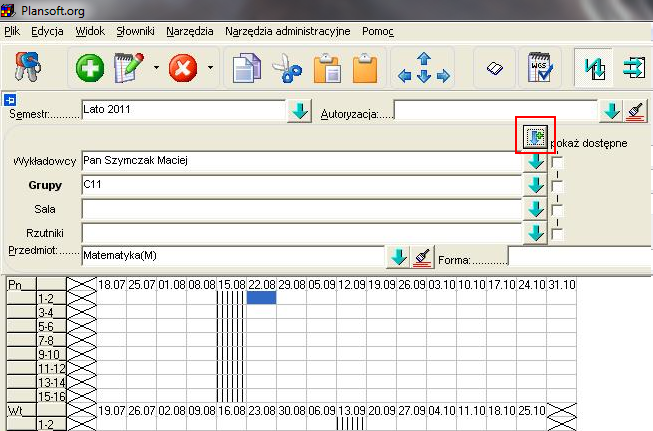 Plansoft.org
Plik Edycja Widok Słowniki Narzędzia Narzędzia administracyjne Pomoc
WGS
Semestr:.......... Lato 2011 Autoryzacja:..........
pokaż dostępne
Wykładowcy Pan Szymczak Maciej
Grupy C11
Sala
Rzutniki
Przedmiot:...... Matematyka(M) Forma:............
Pn 18.07 25.07 01.08 08.08 15.08 22.08 29.08 05.09 12.09 19.09 26.09 03.10 10.10 17.10 24.10 31.10
1-2
3-4
5-6
7-8
9-10
11-12
13-14
15-16
Wt 19.07 26.07 02.08 09.08 16.08 23.08 30.08 06.09 13.09 20.09 27.09 04.10 11.10 18.10 25.10
1-2